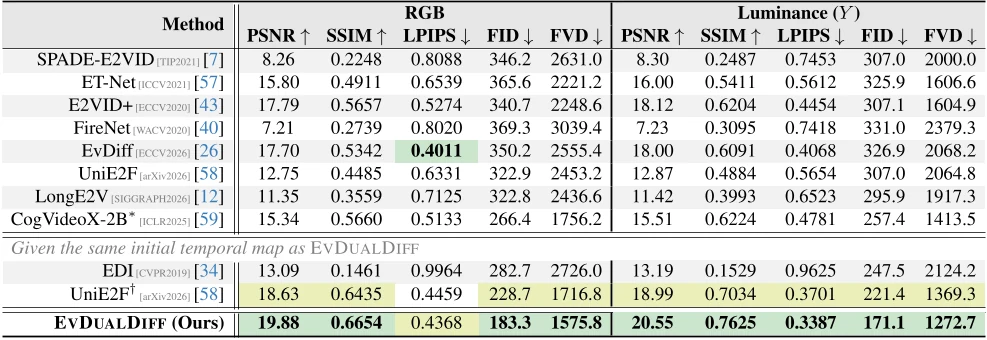 Method RGB Luminance (Y)
PSNR ↑ SSIM ↑ LPIPS ↓ FID ↓ FVD ↓ PSNR ↑ SSIM ↑ LPIPS ↓ FID ↓ FVD ↓
SPADE-E2VID [TIP2021] [7] 8.26 0.2248 0.8088 346.2 2631.0 8.30 0.2487 0.7453 307.0 2000.0
ET-Net [ICCV2021] [57] 15.80 0.4911 0.6539 365.6 2221.2 16.00 0.5411 0.5612 325.9 1606.6
E2VID+ [ECCV2020] [43] 17.79 0.5657 0.5274 340.7 2248.6 18.12 0.6204 0.4454 307.1 1604.9
FireNet [WACV2020] [40] 7.21 0.2739 0.8020 369.3 3039.4 7.23 0.3095 0.7418 331.0 2379.3
EvDiff [ECCV2026] [26] 17.70 0.5342 0.4011 350.2 2555.4 18.00 0.6091 0.4068 326.9 2068.2
UniE2F [arXiv2026] [58] 12.75 0.4485 0.6331 322.9 2453.2 12.87 0.4884 0.5654 307.0 2064.8
LongE2V [SIGGRAPH2026] [12] 11.35 0.3559 0.7125 322.8 2436.6 11.42 0.3993 0.6523 295.9 1917.3
CogVideoX-2B* [ICLR2025] [59] 15.34 0.5660 0.5133 266.4 1756.2 15.51 0.6224 0.4781 257.4 1413.5
Given the same initial temporal map as EVDUALDIFF
EDI [CVPR2019] [34] 13.09 0.1461 0.9964 282.7 2726.0 13.19 0.1529 0.9625 247.5 2124.2
UniE2F† [arXiv2026] [58] 18.63 0.6435 0.4459 228.7 1716.8 18.99 0.7034 0.3701 221.4 1369.3
EVDUALDIFF (Ours) 19.88 0.6654 0.4368 183.3 1575.8 20.55 0.7625 0.3387 171.1 1272.7